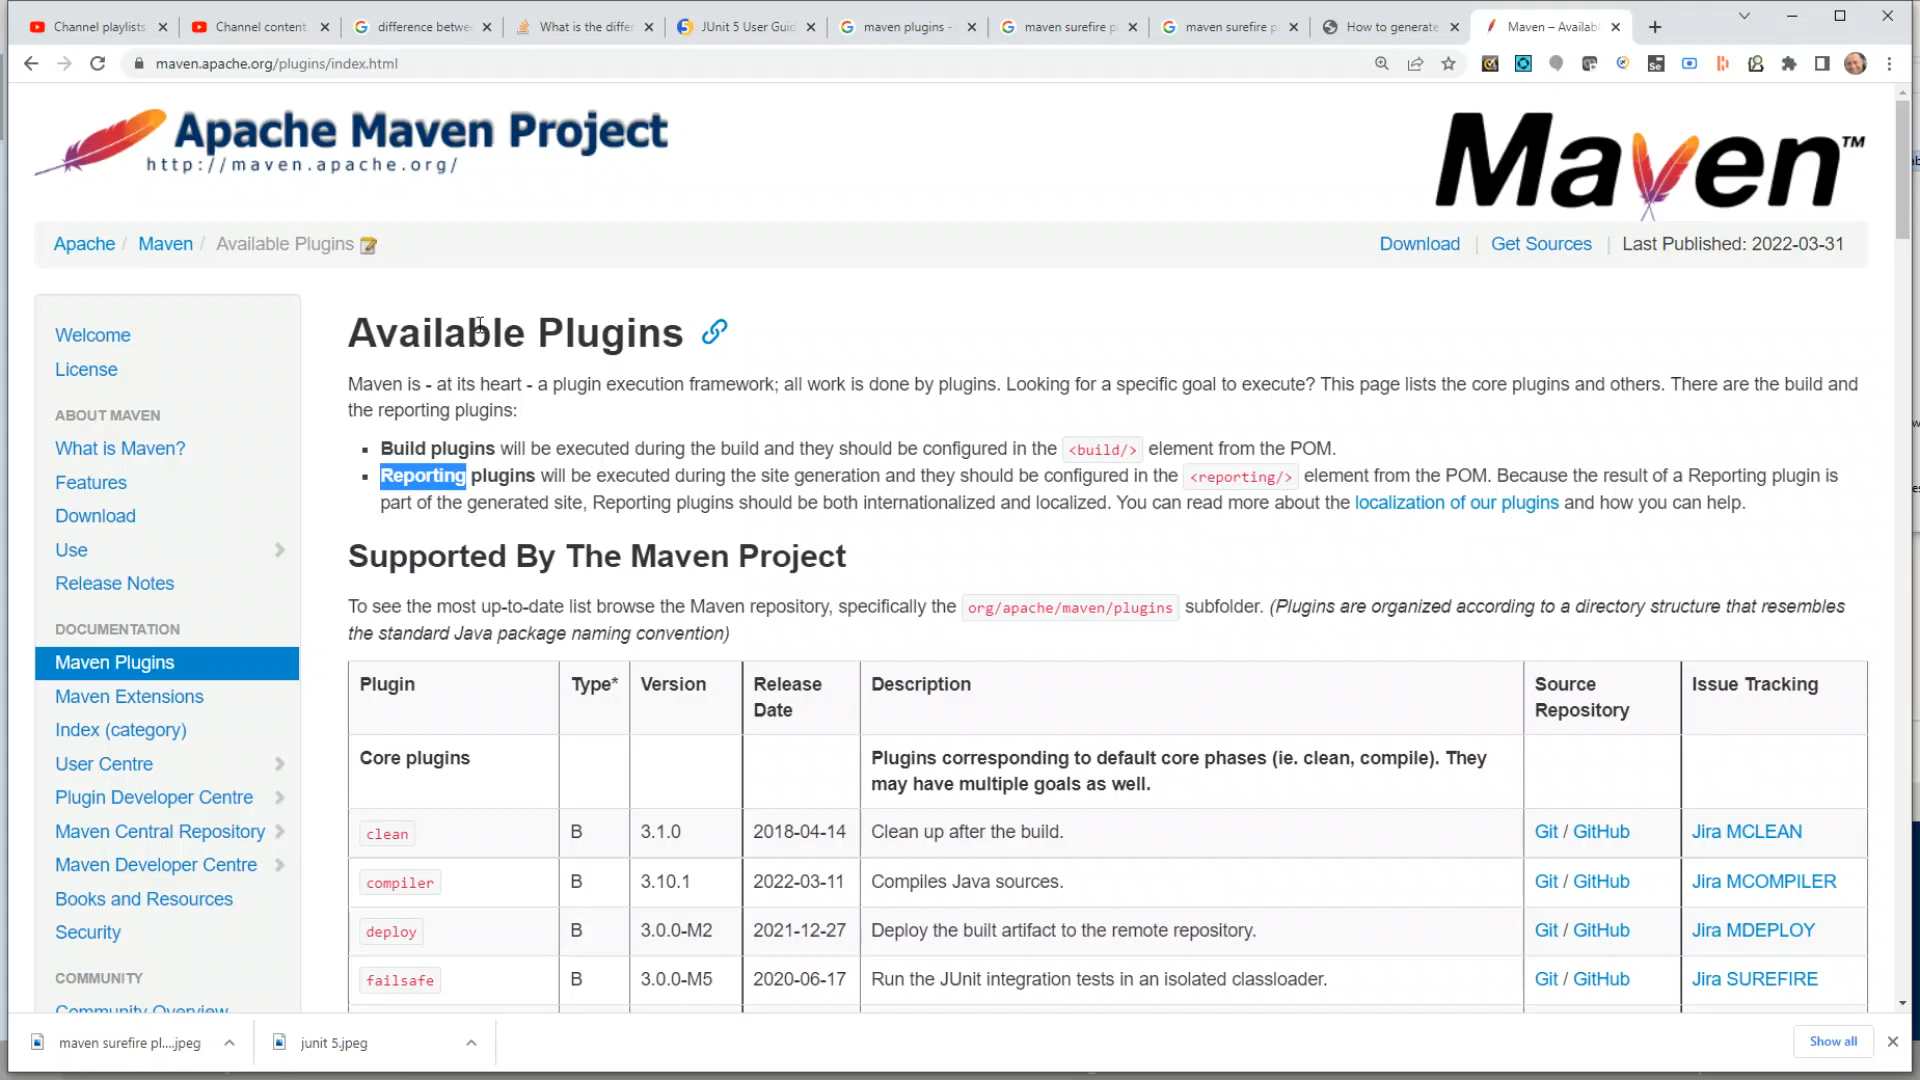 Channel playlists
Channel content
difference betwe
What is the differ
JUnit 5 User Guid
maven plugins -
maven surefire p
maven surefire p
How to generate
Maven – Availab
maven.apache.org/plugins/index.html
Apache Maven Project
http://maven.apache.org/
Maven™
Apache / Maven / Available Plugins
Download | Get Sources | Last Published: 2022-03-31
Welcome
License
ABOUT MAVEN
What is Maven?
Features
Download
Use
Release Notes
DOCUMENTATION
Maven Plugins
Maven Extensions
Index (category)
User Centre
Plugin Developer Centre
Maven Central Repository
Maven Developer Centre
Books and Resources
Security
COMMUNITY
Community Overview
Available Plugins
Maven is - at its heart - a plugin execution framework; all work is done by plugins. Looking for a specific goal to execute? This page lists the core plugins and others. There are the build and
the reporting plugins:
Build plugins will be executed during the build and they should be configured in the <build/> element from the POM.
Reporting plugins will be executed during the site generation and they should be configured in the <reporting/> element from the POM. Because the result of a Reporting plugin is
part of the generated site, Reporting plugins should be both internationalized and localized. You can read more about the localization of our plugins and how you can help.
Supported By The Maven Project
To see the most up-to-date list browse the Maven repository, specifically the org/apache/maven/plugins subfolder. (Plugins are organized according to a directory structure that resembles
the standard Java package naming convention)
Plugin Type* Version Release Date Description Source Repository Issue Tracking
Core plugins Plugins corresponding to default core phases (ie. clean, compile). They
may have multiple goals as well.
clean B 3.1.0 2018-04-14 Clean up after the build. Git / GitHub Jira MCLEAN
compiler B 3.10.1 2022-03-11 Compiles Java sources. Git / GitHub Jira MCOMPILER
deploy B 3.0.0-M2 2021-12-27 Deploy the built artifact to the remote repository. Git / GitHub Jira MDEPLOY
failsafe B 3.0.0-M5 2020-06-17 Run the JUnit integration tests in an isolated classloader. Git / GitHub Jira SUREFIRE
maven surefire pl....jpeg
junit 5.jpeg
Show all